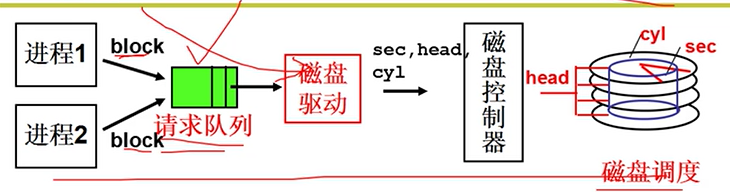 进程1
block
进程2
block
请求队列
磁盘
驱动
sec,head,
cyl
磁盘控制器
head
cyl
sec
磁盘调度